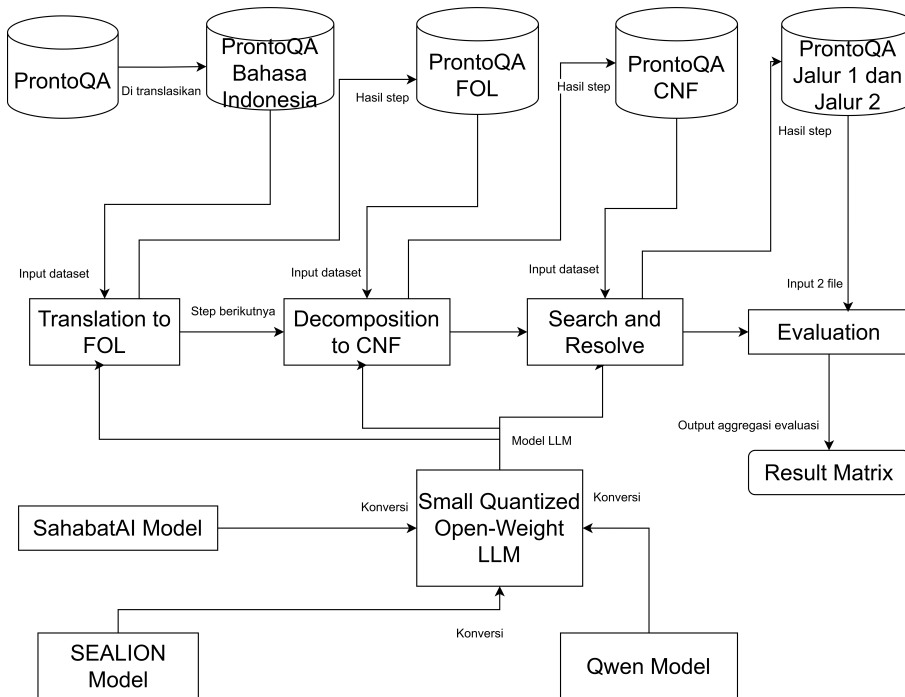 ProntoQA
ProntoQA
Bahasa
Indonesia
ProntoQA
FOL
ProntoQA
CNF
ProntoQA
Jalur 1 dan
Jalur 2
Di translasikan
Hasil step
Hasil step
Hasil step
Input dataset
Input dataset
Input dataset
Input 2 file
Translation to
FOL
Step berikutnya
Decomposition
to CNF
Search and
Resolve
Evaluation
Model LLM
Output aggregasi evaluasi
Result Matrix
SahabatAI Model
Konversi
Small Quantized
Open-Weight
LLM
Konversi
Konversi
SEALION
Model
Qwen Model